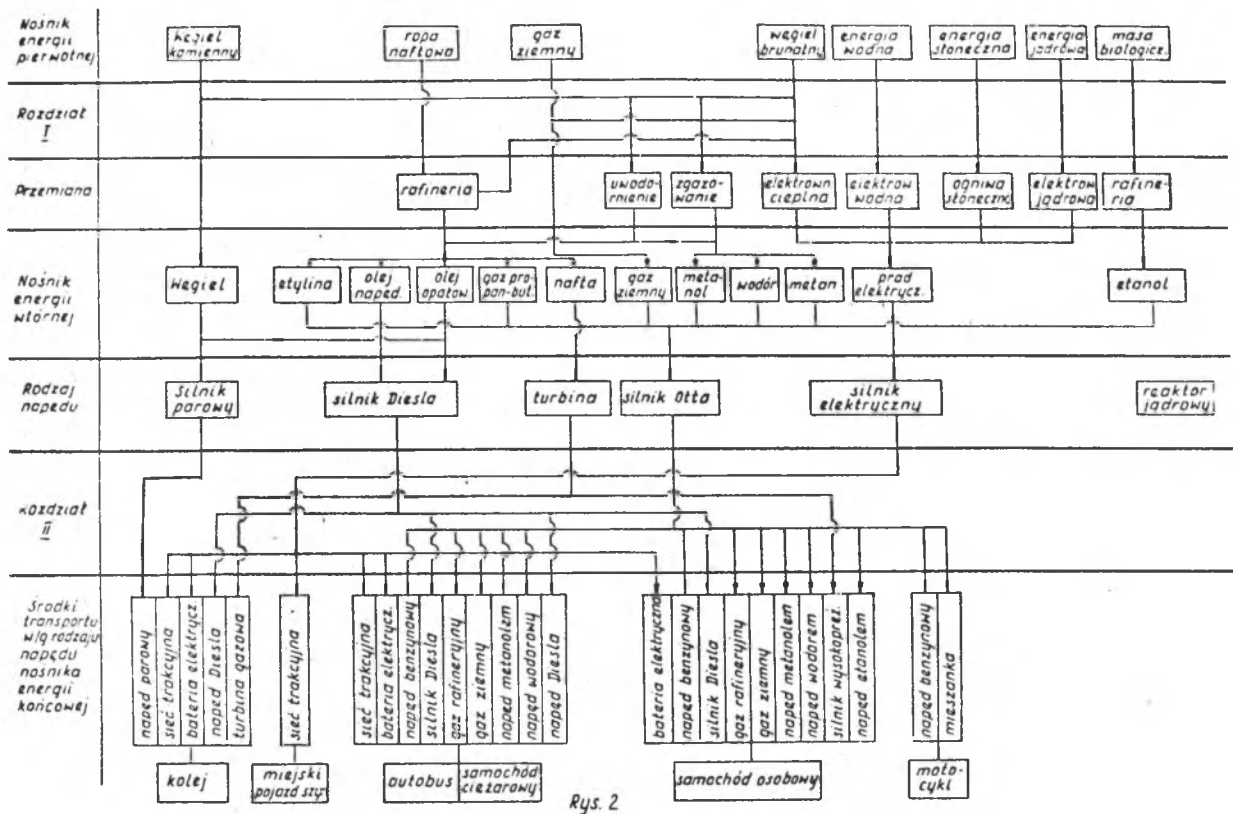 Nośnik
energii
pierwotnej
węgiel
kamienny
ropa
naftowa
gaz
ziemny
węgiel
brunatny
energia
wodna
energia
słoneczna
energia
jądrowa
masa
biologicz.
Rozdział
I
Przemiana
rafineria
uwodo-
rnienie
zgazo-
wanie
elektrown
cieplna
elektrow
wodna
ogniwa
słoneczne
elektrow
jądrowa
rafine-
ria
Nośnik
energii
wtórnej
Węgiel
etylina
olej
napęd.
olej
opałow.
gaz pro-
pan-but.
nafta
gaz
ziemny
meta-
nol
wodór
metan
prąd
elektrycz.
etanol
Rodzaj
napędu
Silnik
parowy
silnik Diesla
turbina
silnik Otta
silnik
elektryczny
reaktor
jądrowy
Rozdział
II
Środki
transportu
w/g rodzaju
napędu
nośnika
energii
końcowej
napęd parowy
sieć trakcyjna
bateria elektrycz
napęd Diesla
turbina gazowa
sieć trakcyjna
sieć trakcyjna
bateria elektrycz.
napęd benzynowy
silnik Diesla
gaz rafineryjny
gaz ziemny
napęd metanolem
napęd wodorowy
napęd Diesla
bateria elektryczna
napęd benzynowy
silnik Diesla
gaz rafineryjny
gaz ziemny
napęd metanolem
napęd wodorem
silnik wysokopręż.
napęd etanolem
napęd benzynowy
mieszanka
kolej
miejski
pojazd szy-
autobus
samochód
ciężarowy
samochód osobowy
moto-
cykl
Rys. 2